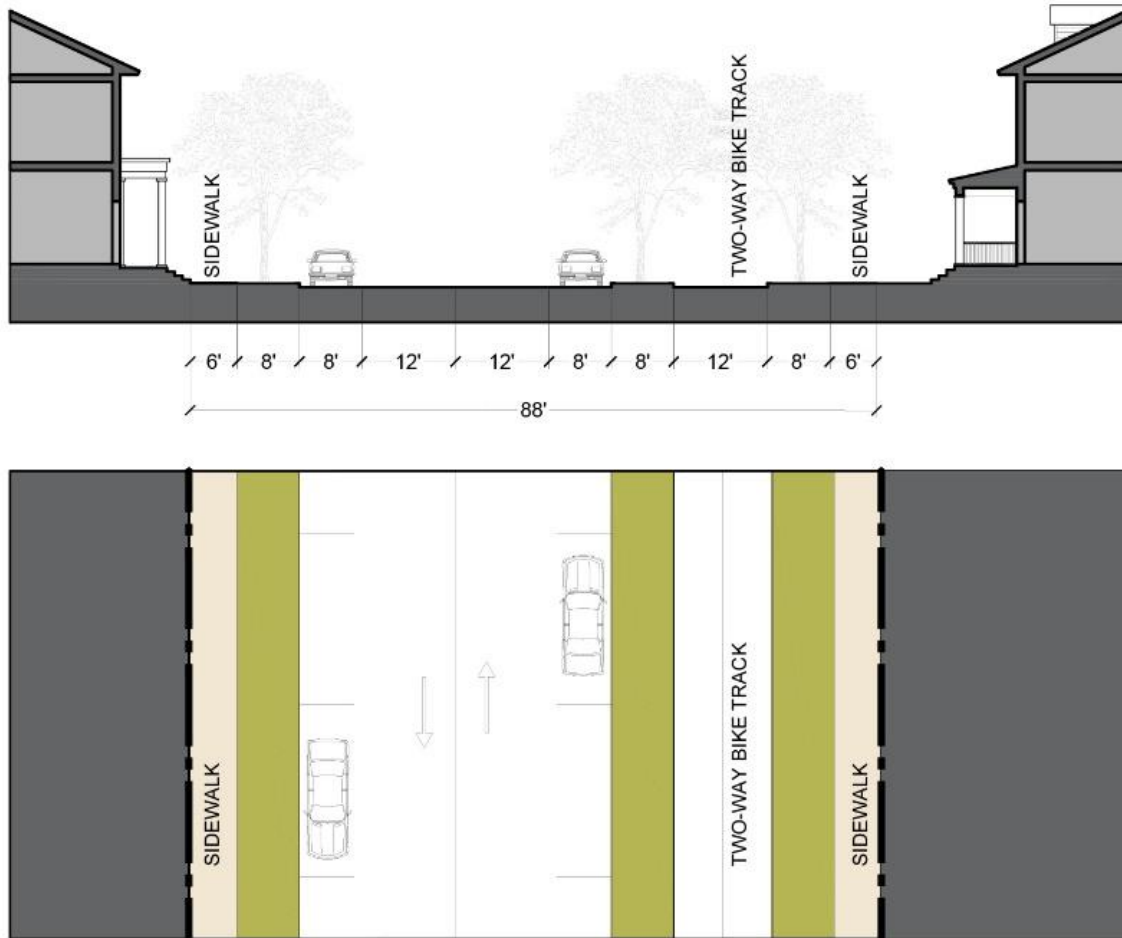 SIDEWALK
TWO-WAY BIKE TRACK
SIDEWALK
6' 8' 8' 12' 12' 8' 8' 12' 8' 6'
88'
SIDEWALK
TWO-WAY BIKE TRACK
SIDEWALK